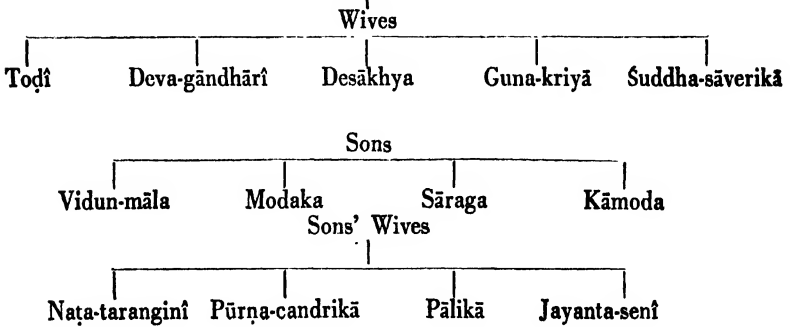 Wives
Toḍî Deva-gāndhārî Desākhya Guna-kriyā Śuddha-sāverikā
Sons
Vidun-māla Modaka Sāraga Kāmoda
Sons’ Wives
Naṭa-taranginî Pūrṇa-candrikā Pālikā Jayanta-senî